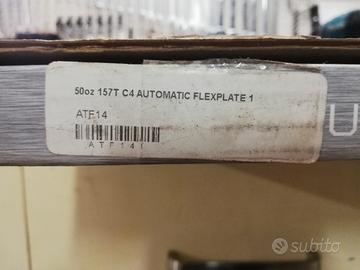 50oz 157T C4 AUTOMATIC FLEXPLATE 1
ATF14
ATF14
U
subito